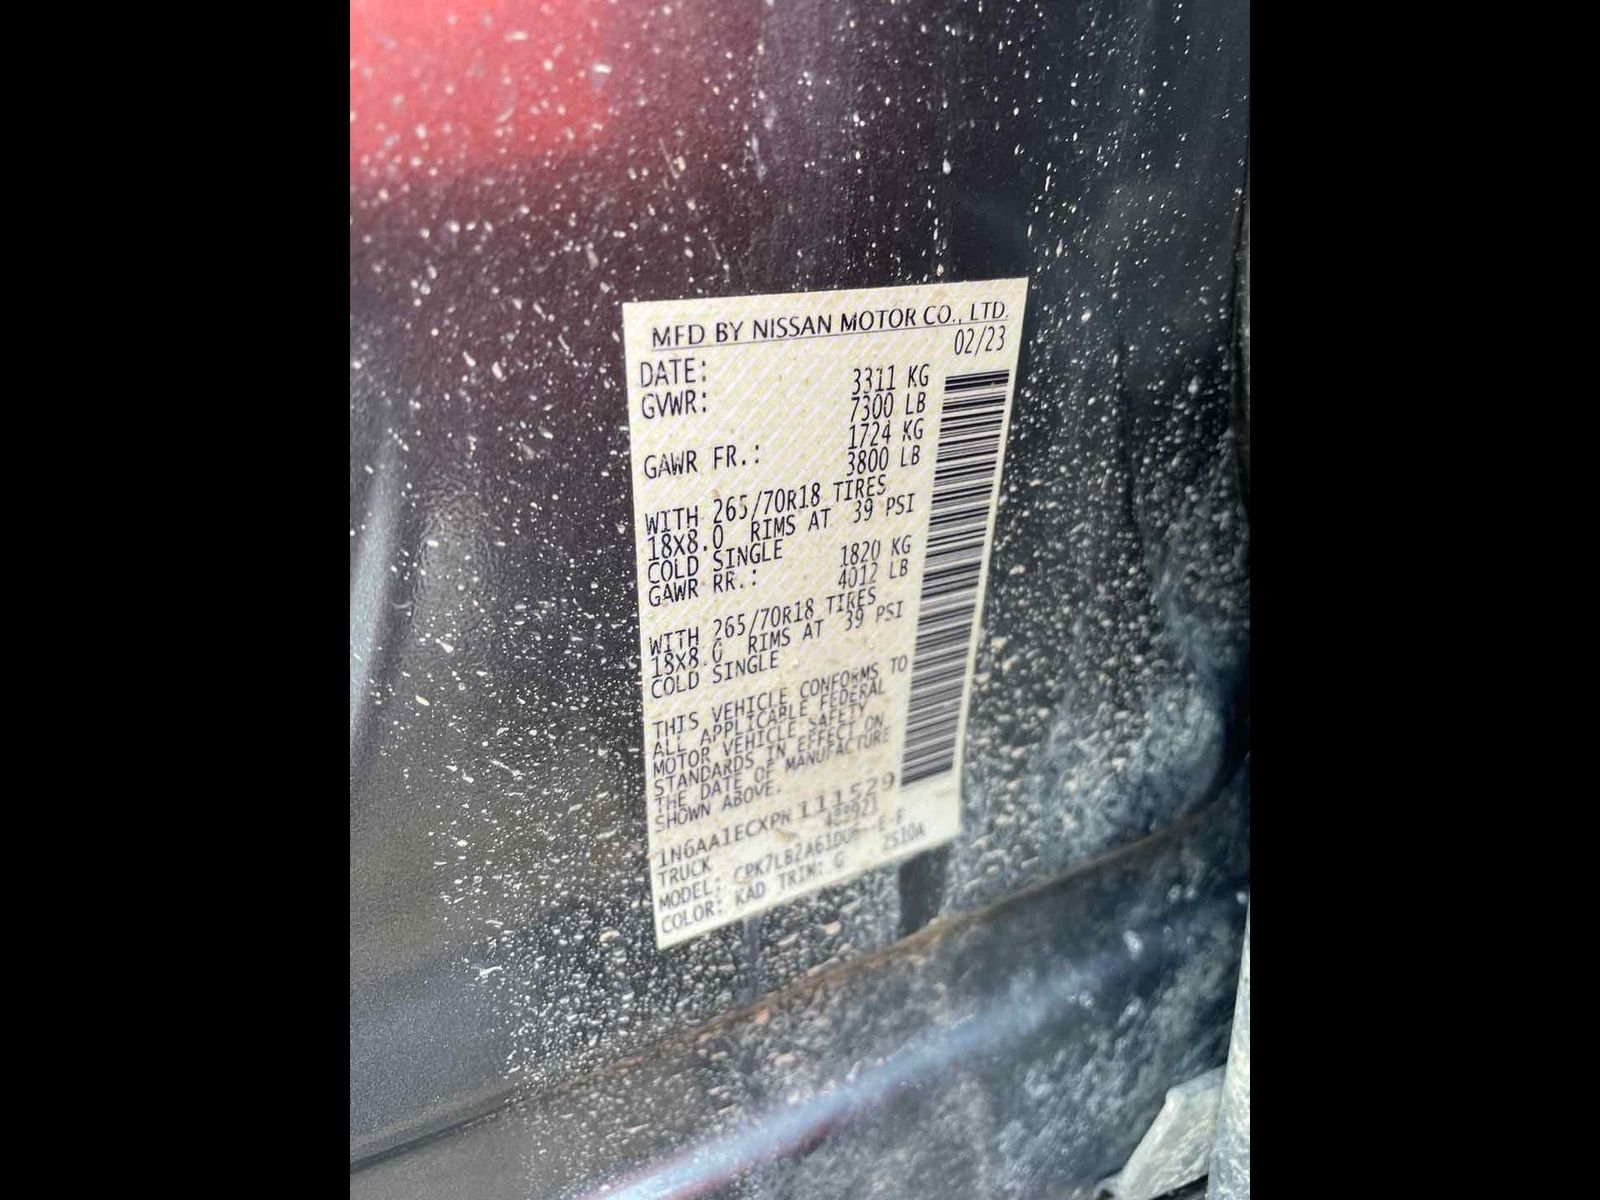 MFD BY NISSAN MOTOR CO., LTD.
DATE: 02/23
GVWR: 3311 KG
7300 LB
GAWR FR.: 1724 KG
3800 LB
WITH 265/70R18 TIRES
18X8.0 RIMS AT 39 PSI
COLD SINGLE
GAWR RR.: 1820 KG
4012 LB
WITH 265/70R18 TIRES
18X8.0 RIMS AT 39 PSI
COLD SINGLE
THIS VEHICLE CONFORMS TO
ALL APPLICABLE FEDERAL
MOTOR VEHICLE SAFETY
STANDARDS IN EFFECT ON
THE DATE OF MANUFACTURE
SHOWN ABOVE.
1N6AA1ECXPN111529
TRUCK
MODEL: E-F
COLOR: KAD TRIM: G 2510A